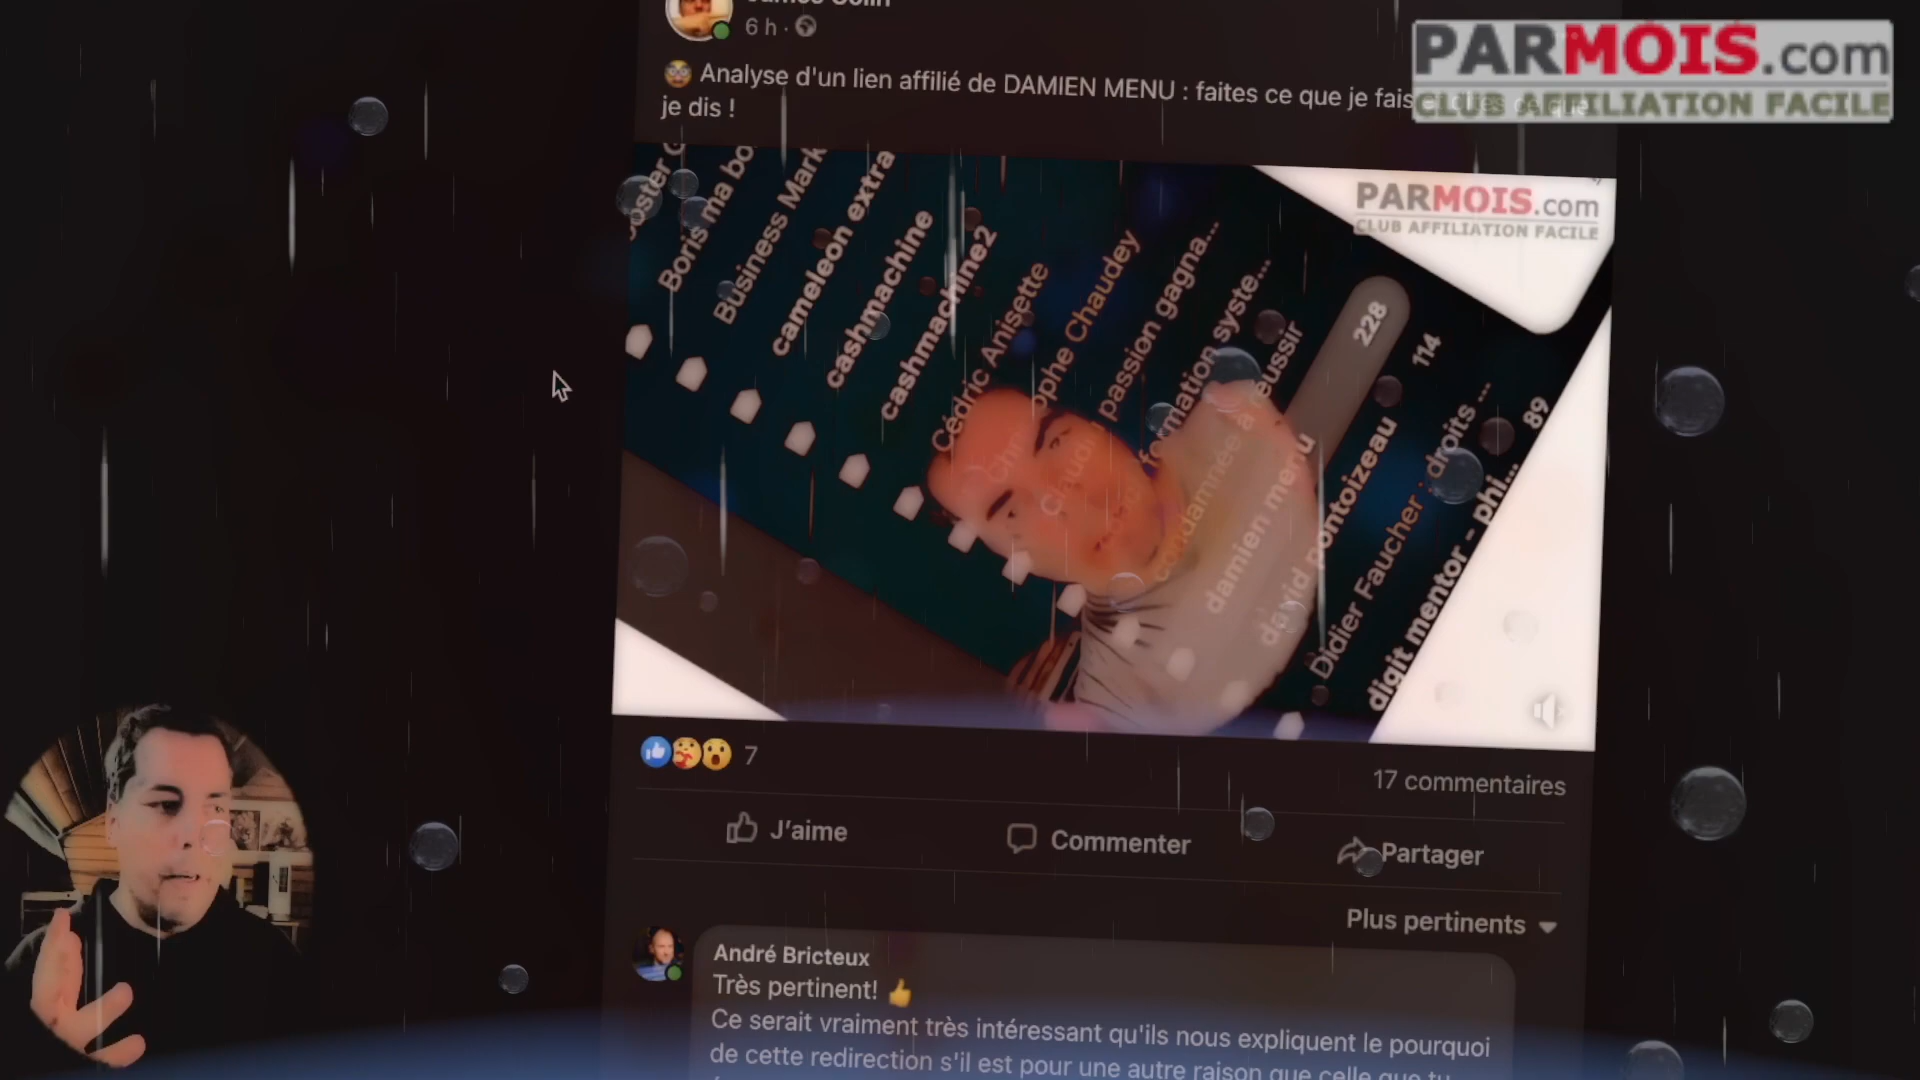 6 h ·
PARMOIS.com
CLUB AFFILIATION FACILE
Analyse d'un lien affilié de DAMIEN MENU : faites ce que je fais
je dis !
PARMOIS.com
CLUB AFFILIATION FACILE
Boris ma bo
Business Mark
cameleon extra
cashmachine
cashmachine2
Cédric Anisette
ophe Chaudey
passion gagna...
formation syste...
condamnée à réussir
damien menu 228
david pontoizeau 114
Didier Faucher : droits ...
digit mentor - phi... 89
7
17 commentaires
J'aime
Commenter
Partager
Plus pertinents
André Bricteux
Très pertinent! 👍
Ce serait vraiment très intéressant qu'ils nous expliquent le pourquoi
de cette redirection s'il est pour une autre raison que celle que tu